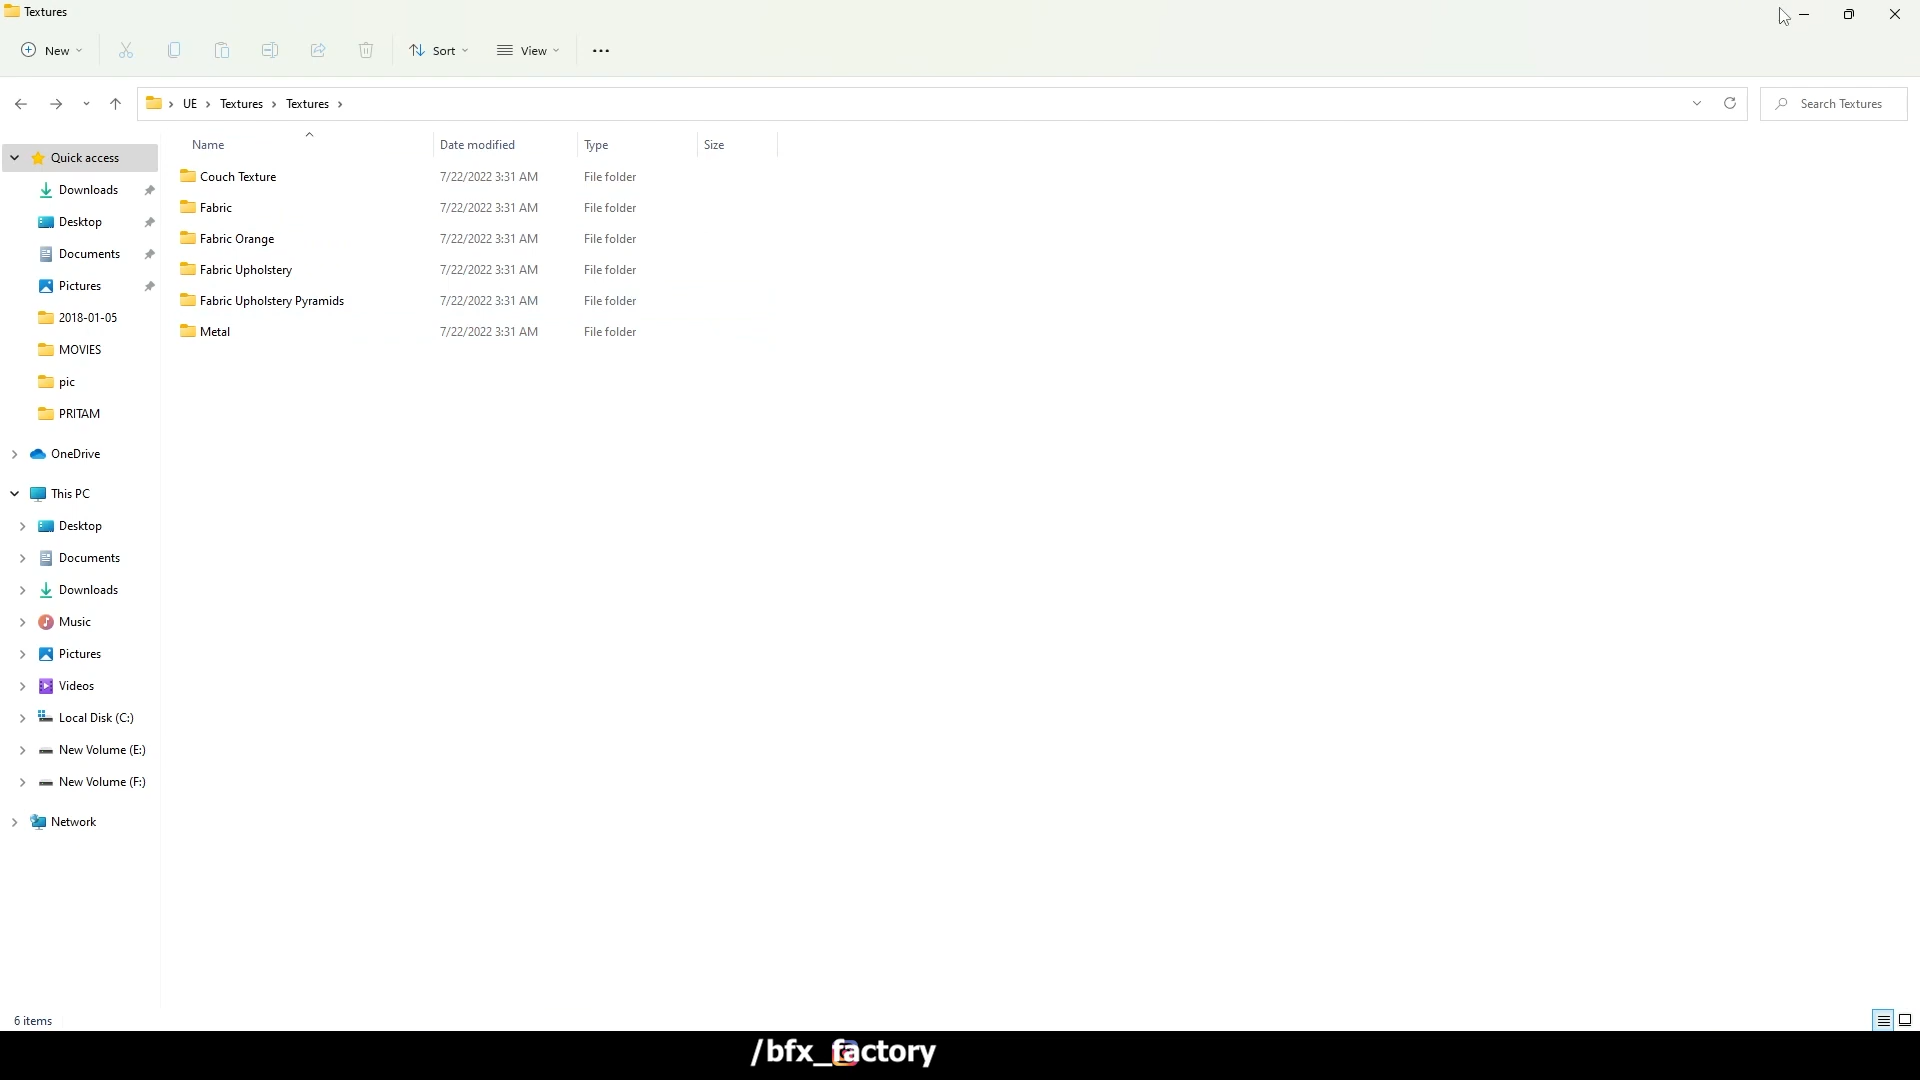 Textures
New
Sort
View
UE
Textures
Textures
Search Textures
Name
Date modified
Type
Size
Couch Texture 7/22/2022 3:31 AM File folder
Fabric 7/22/2022 3:31 AM File folder
Fabric Orange 7/22/2022 3:31 AM File folder
Fabric Upholstery 7/22/2022 3:31 AM File folder
Fabric Upholstery Pyramids 7/22/2022 3:31 AM File folder
Metal 7/22/2022 3:31 AM File folder
Quick access
Downloads
Desktop
Documents
Pictures
2018-01-05
MOVIES
pic
PRITAM
OneDrive
This PC
Desktop
Documents
Downloads
Music
Pictures
Videos
Local Disk (C:)
New Volume (E:)
New Volume (F:)
Network
6 items
/bfx_factory